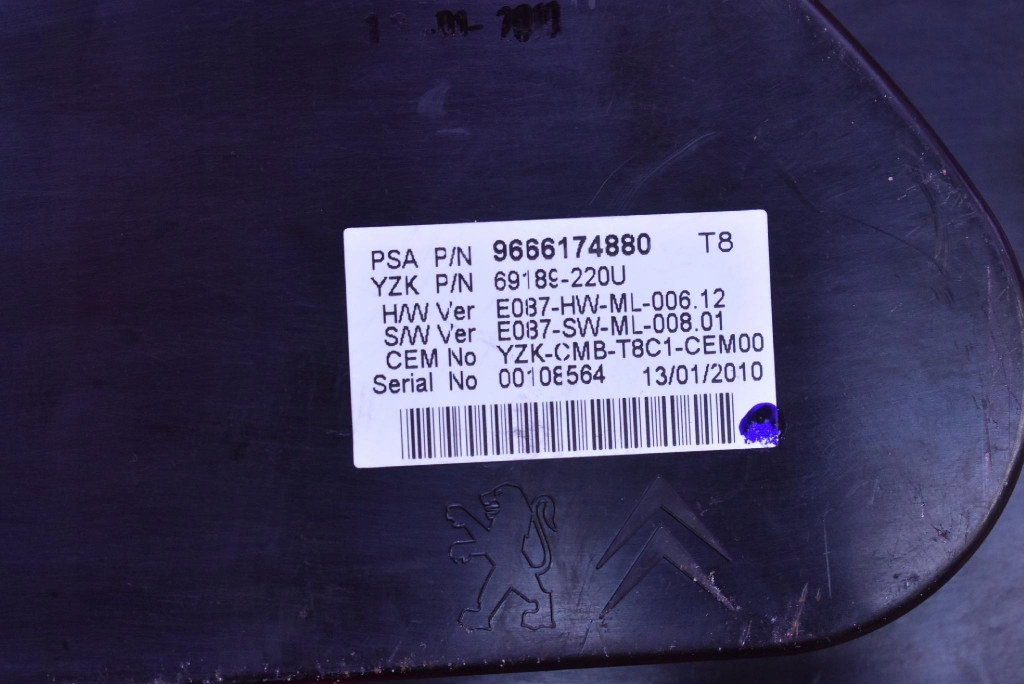 PSA P/N 9666174880 T8
YZK P/N 69189-220U
H/W Ver E087-HW-ML-006.12
S/W Ver E087-SW-ML-008.01
CEM No YZK-CMB-T8C1-CEM00
Serial No 00108564 13/01/2010